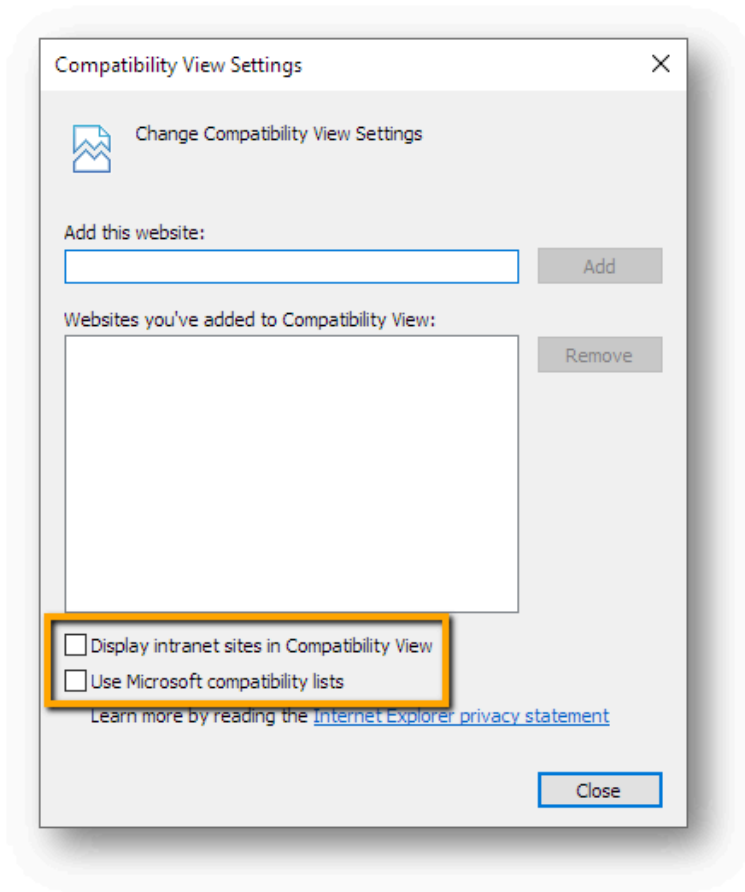 Compatibility View Settings
Change Compatibility View Settings
Add this website:
Add
Websites you've added to Compatibility View:
Remove
Display intranet sites in Compatibility View
Use Microsoft compatibility lists
Learn more by reading the Internet Explorer privacy statement
Close